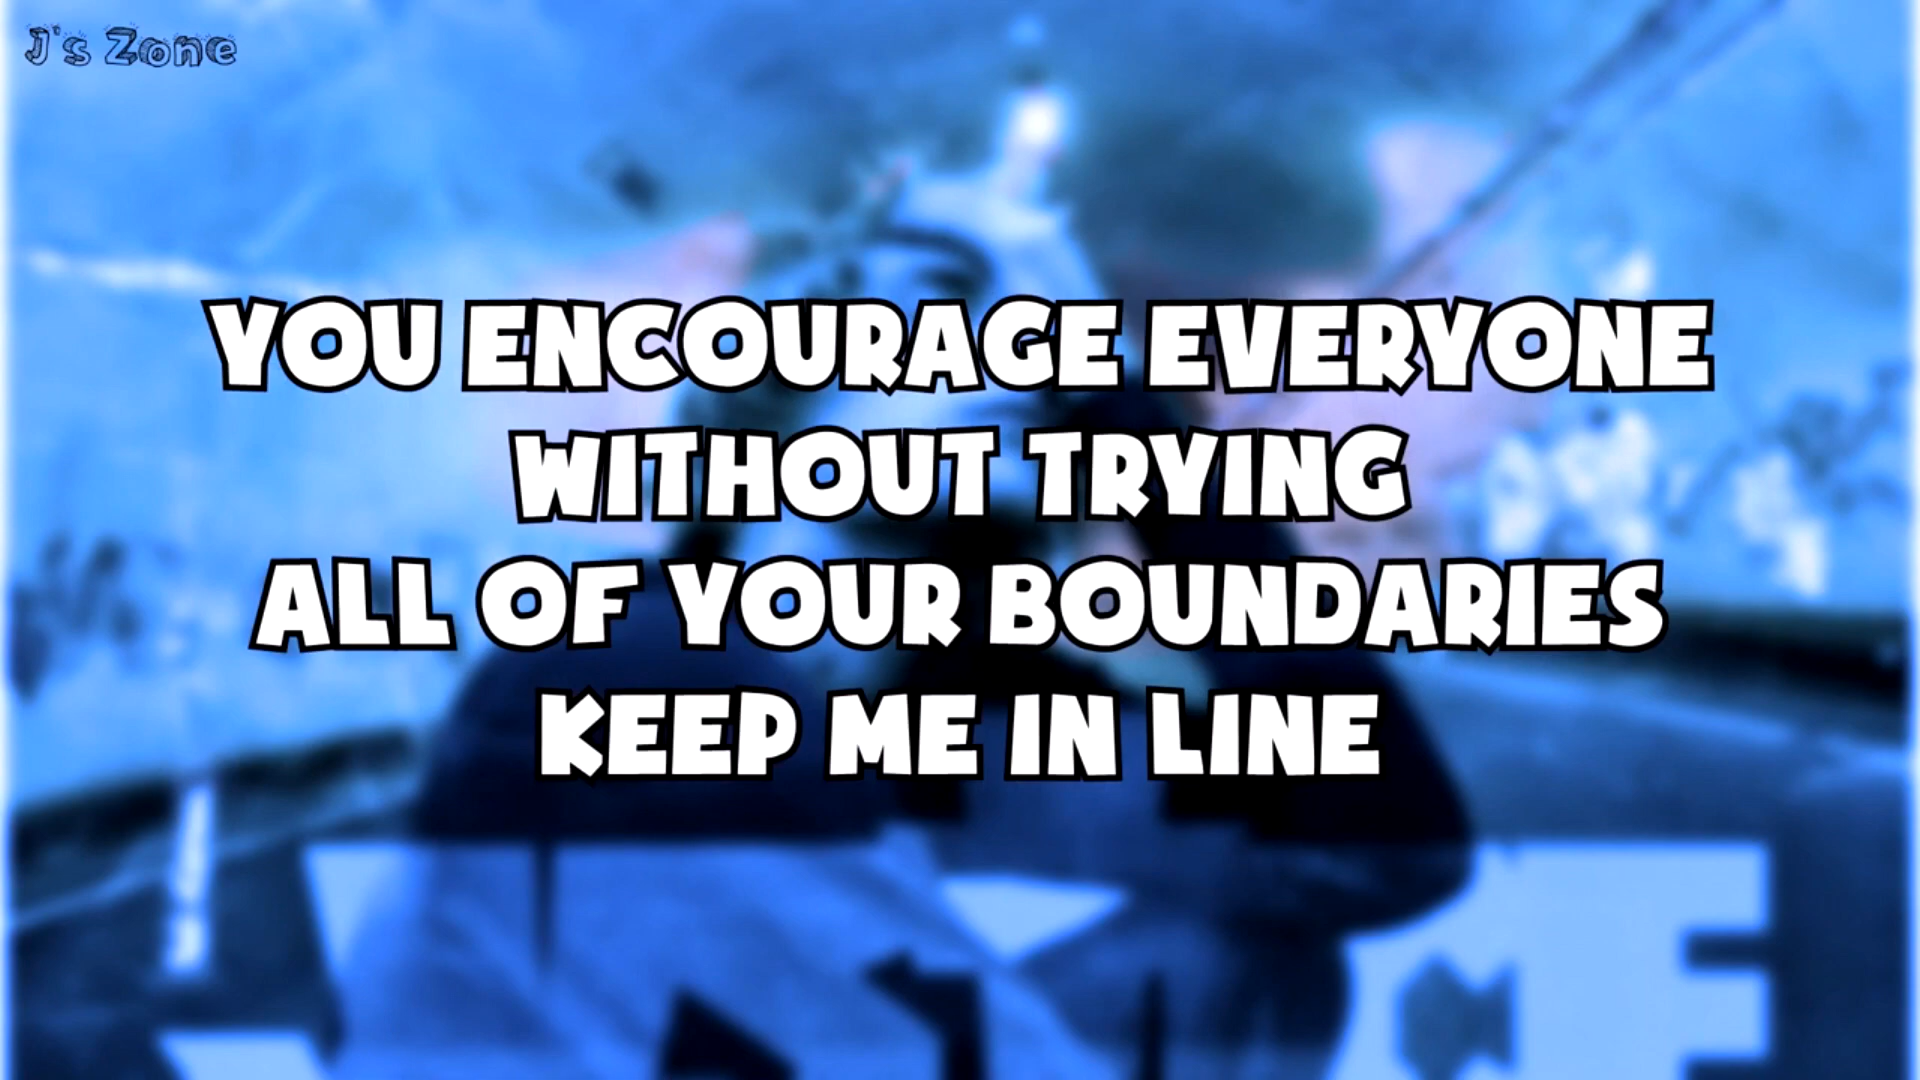 J's Zone
YOU ENCOURAGE EVERYONE
WITHOUT TRYING
ALL OF YOUR BOUNDARIES
KEEP ME IN LINE